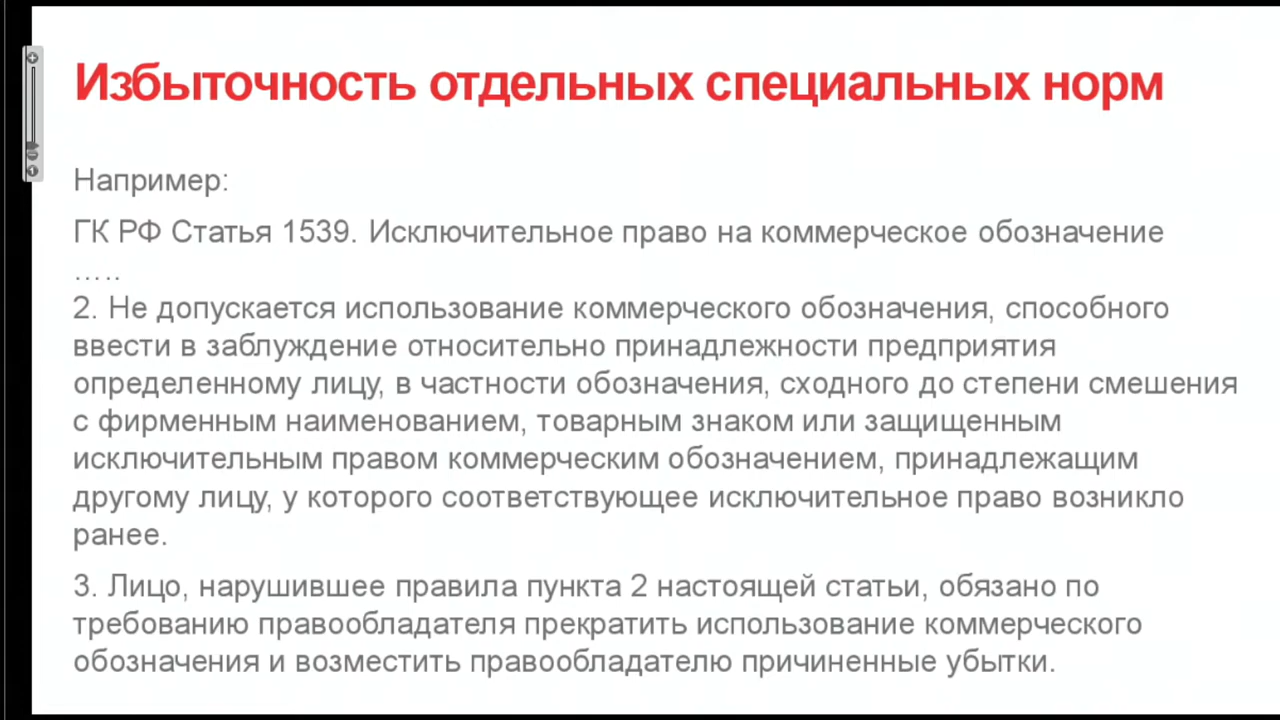 Избыточность отдельных специальных норм
Например:
ГК РФ Статья 1539. Исключительное право на коммерческое обозначение
…..
2. Не допускается использование коммерческого обозначения, способного
ввести в заблуждение относительно принадлежности предприятия
определенному лицу, в частности обозначения, сходного до степени смешения
с фирменным наименованием, товарным знаком или защищенным
исключительным правом коммерческим обозначением, принадлежащим
другому лицу, у которого соответствующее исключительное право возникло
ранее.
3. Лицо, нарушившее правила пункта 2 настоящей статьи, обязано по
требованию правообладателя прекратить использование коммерческого
обозначения и возместить правообладателю причиненные убытки.